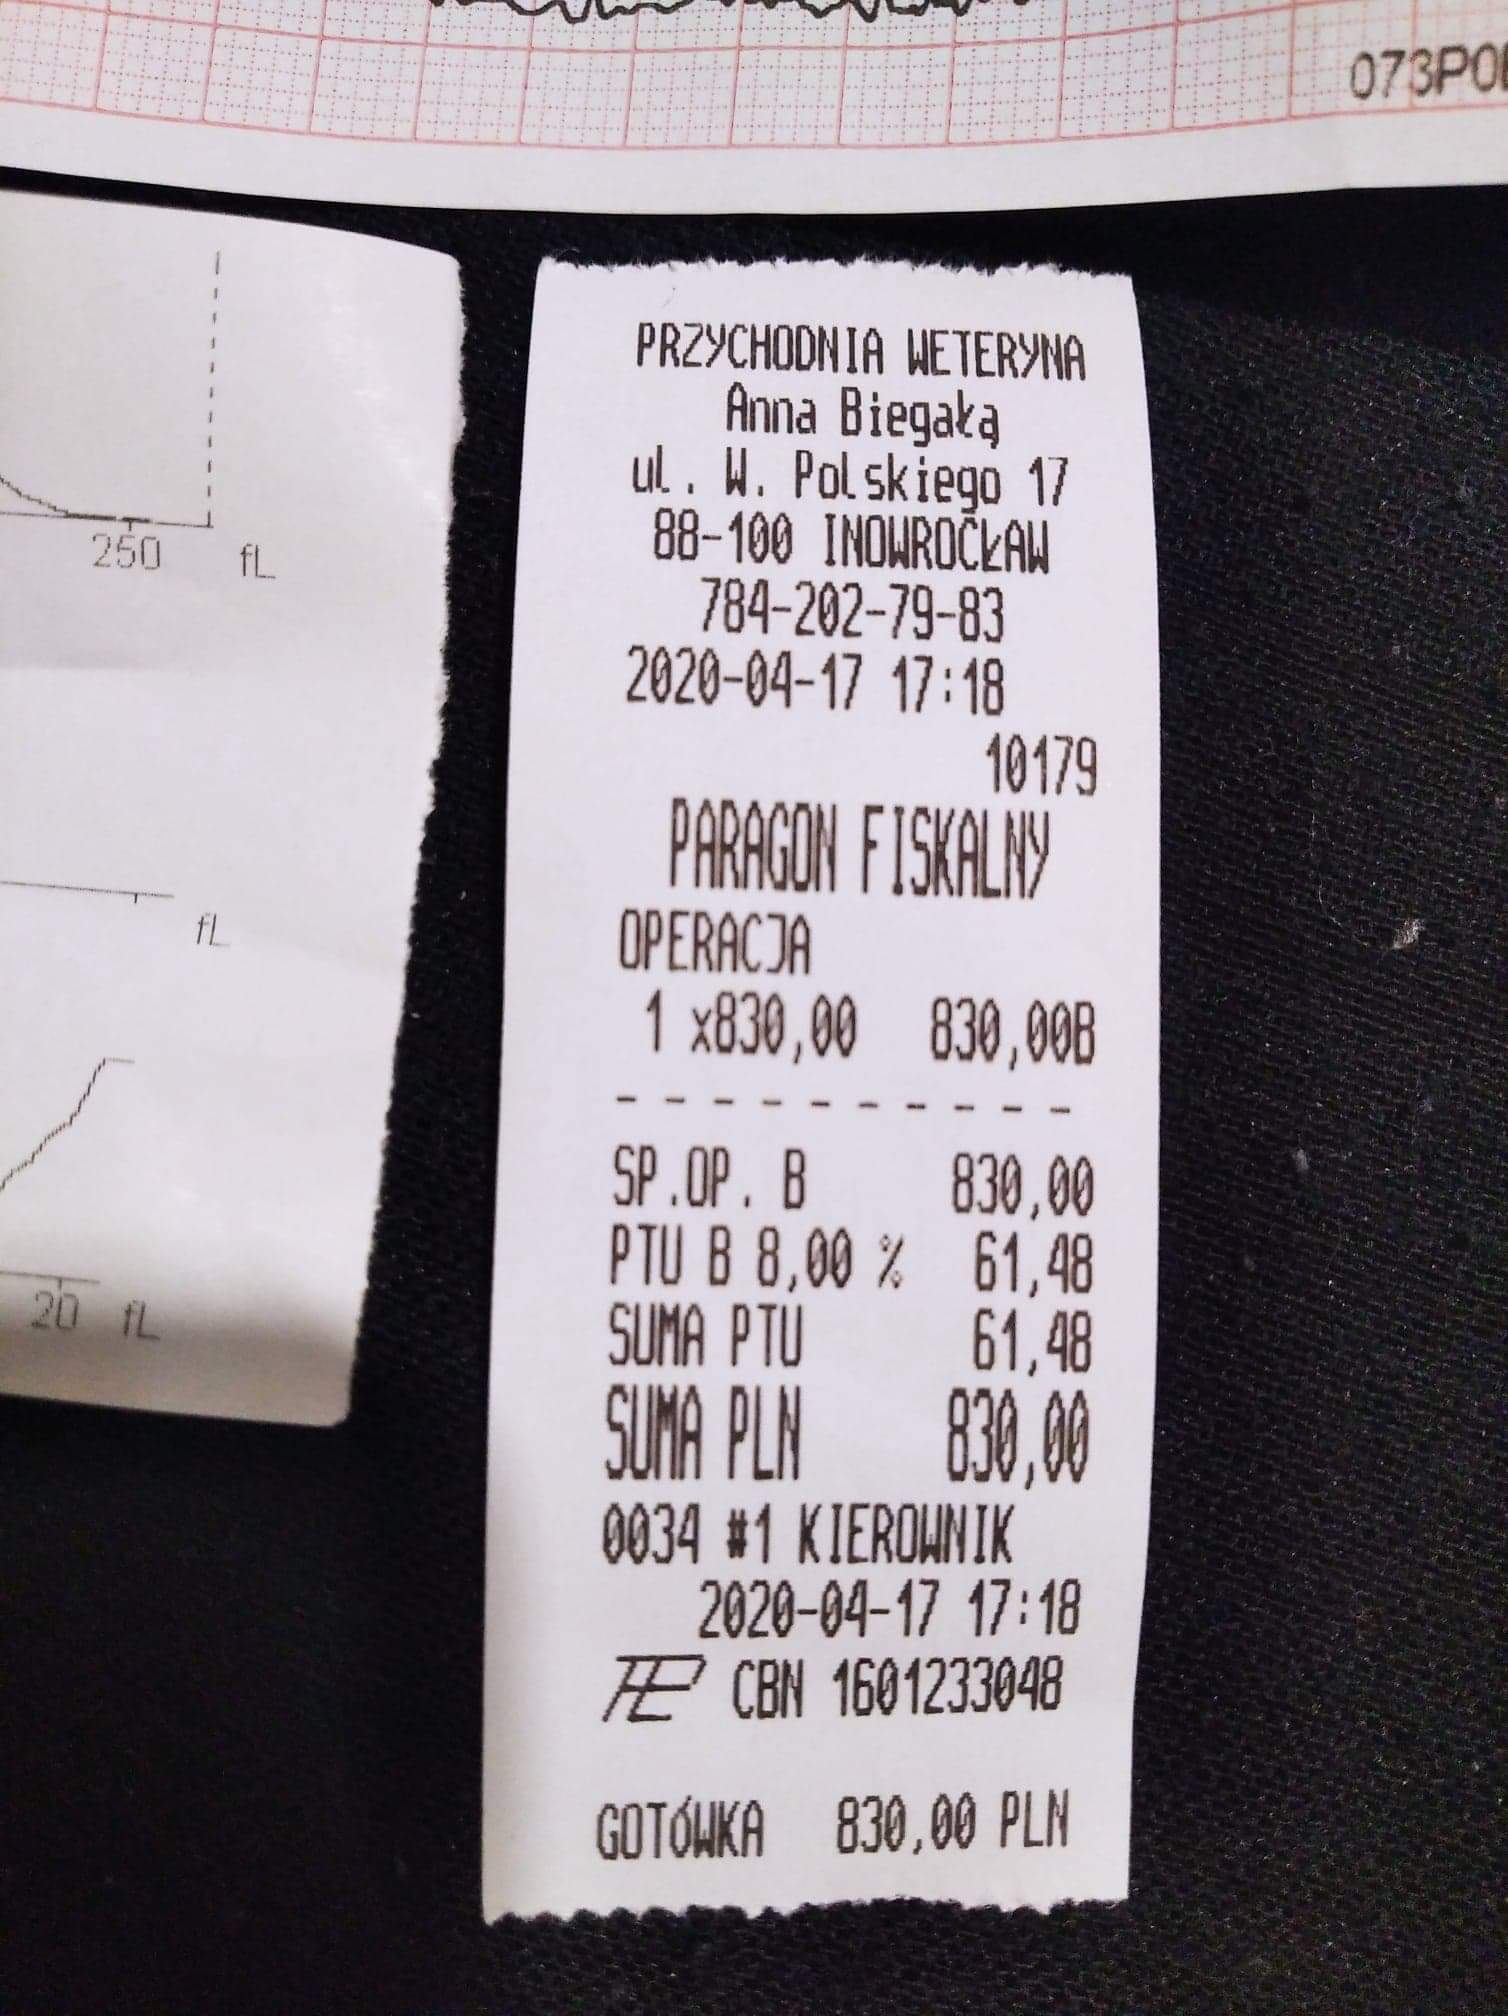 073PO
250 fL
fL
20 fL
PRZYCHODNIA WETERYNA
Anna Biegałą
ul. W. Polskiego 17
88-100 INOWROCŁAW
784-202-79-83
2020-04-17 17:18
10179
PARAGON FISKALNY
OPERACJA
1 x830,00 830,00B
- - - - - - - - - -
SP.OP. B 830,00
PTU B 8,00 % 61,48
SUMA PTU 61,48
SUMA PLN 830,00
0034 #1 KIEROWNIK
2020-04-17 17:18
CBN 1601233048
GOTÓWKA 830,00 PLN